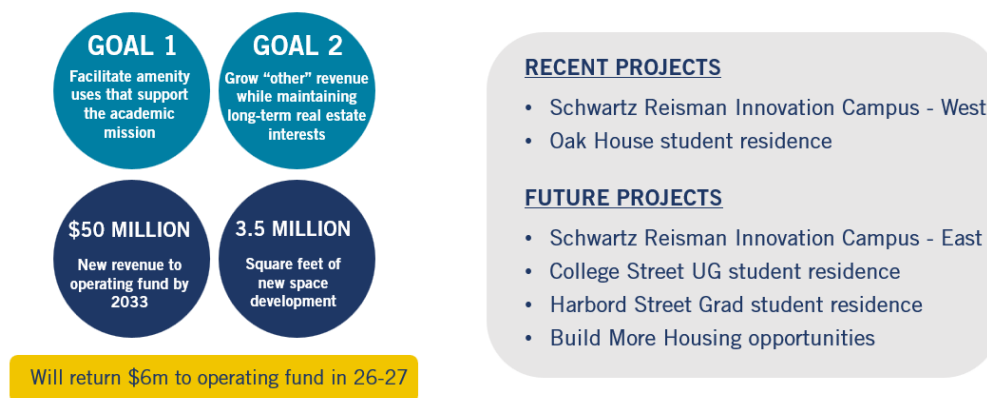 GOAL 1
Facilitate amenity
uses that support
the academic
mission
GOAL 2
Grow “other” revenue
while maintaining
long-term real estate
interests
$50 MILLION
New revenue to
operating fund by
2033
3.5 MILLION
Square feet of
new space
development
Will return $6m to operating fund in 26-27
RECENT PROJECTS
• Schwartz Reisman Innovation Campus - West
• Oak House student residence
FUTURE PROJECTS
• Schwartz Reisman Innovation Campus - East
• College Street UG student residence
• Harbord Street Grad student residence
• Build More Housing opportunities